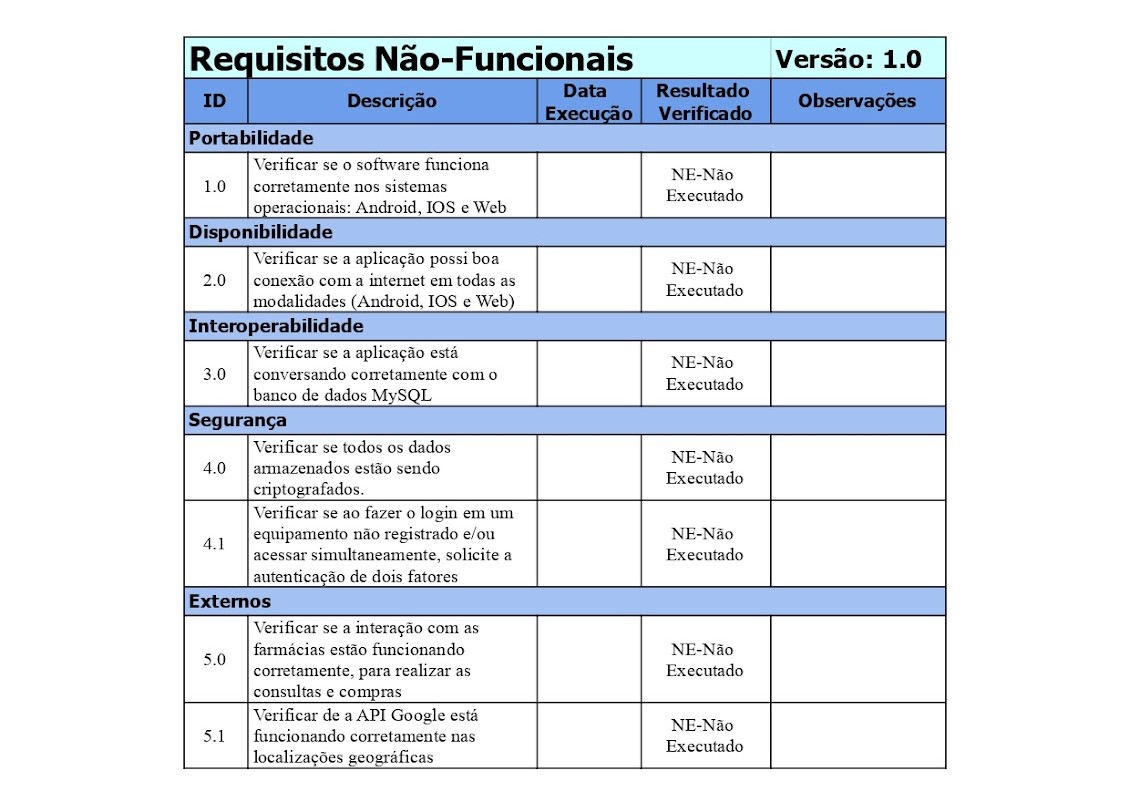 Requisitos Não-Funcionais Versão: 1.0
ID Descrição Data Execução Resultado Verificado Observações
Portabilidade
1.0
Verificar se o software funciona
corretamente nos sistemas
operacionais: Android, IOS e Web
NE-Não
Executado
Disponibilidade
2.0
Verificar se a aplicação possi boa
conexão com a internet em todas as
modalidades (Android, IOS e Web)
NE-Não
Executado
Interoperabilidade
3.0
Verificar se a aplicação está
conversando corretamente com o
banco de dados MySQL
NE-Não
Executado
Segurança
4.0
Verificar se todos os dados
armazenados estão sendo
criptografados.
NE-Não
Executado
4.1
Verificar se ao fazer o login em um
equipamento não registrado e/ou
acessar simultaneamente, solicite a
autenticação de dois fatores
NE-Não
Executado
Externos
5.0
Verificar se a interação com as
farmácias estão funcionando
corretamente, para realizar as
consultas e compras
NE-Não
Executado
5.1
Verificar de a API Google está
funcionando corretamente nas
localizações geográficas
NE-Não
Executado